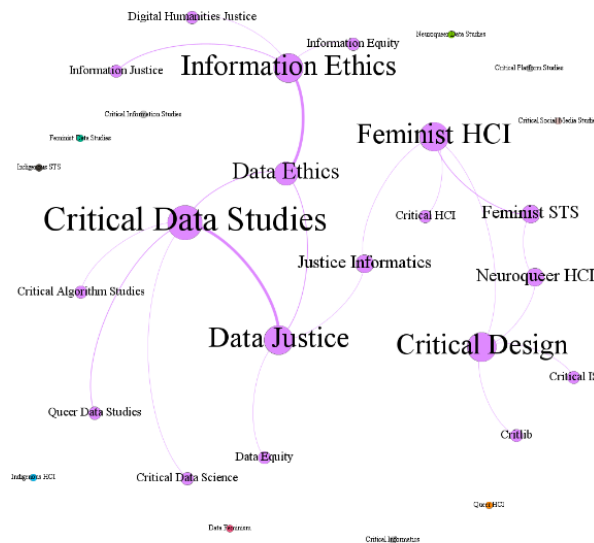 Digital Humanities Justice
Neuroqueer Data Studies
Information Equity
Information Ethics
Information Justice
Critical Platform Studies
Critical Information Studies
Critical Social Media Studies
Feminist HCI
Feminist Data Studies
Indigenous STS
Data Ethics
Critical Data Studies
Critical HCI
Feminist STS
Justice Informatics
Neuroqueer HCI
Critical Algorithm Studies
Data Justice
Critical Design
Critical IS
Queer Data Studies
Critlib
Data Equity
Indigenous HCI
Critical Data Science
Queer HCI
Data Feminism
Critical Informatics